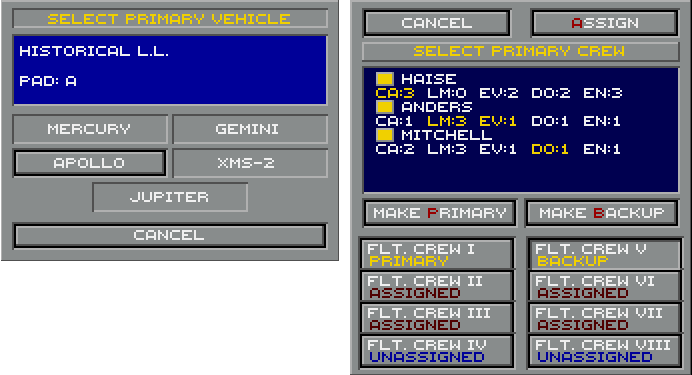 SELECT PRIMARY VEHICLE
HISTORICAL L.L.
PAD: A
MERCURY
GEMINI
APOLLO
XMS-2
JUPITER
CANCEL
CANCEL
ASSIGN
SELECT PRIMARY CREW
HAISE
CA:3 LM:0 EV:2 DO:2 EN:3
ANDERS
CA:1 LM:3 EV:1 DO:1 EN:1
MITCHELL
CA:2 LM:3 EV:1 DO:1 EN:1
MAKE PRIMARY
MAKE BACKUP
FLT. CREW I
PRIMARY
FLT. CREW V
BACKUP
FLT. CREW II
ASSIGNED
FLT. CREW VI
ASSIGNED
FLT. CREW III
ASSIGNED
FLT. CREW VII
ASSIGNED
FLT. CREW IV
UNASSIGNED
FLT. CREW VIII
UNASSIGNED